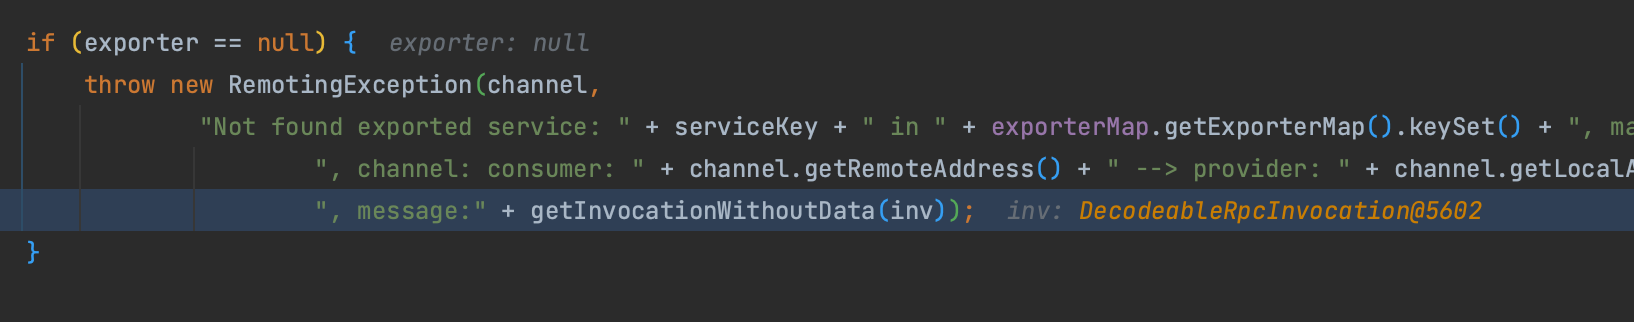 if (exporter == null) {  exporter: null
throw new RemotingException(channel,
"Not found exported service: " + serviceKey + " in " + exporterMap.getExporterMap().keySet() + ", ma
", channel: consumer: " + channel.getRemoteAddress() + " --> provider: " + channel.getLocalA
", message:" + getInvocationWithoutData(inv));  inv: DecodeableRpcInvocation@5602
}